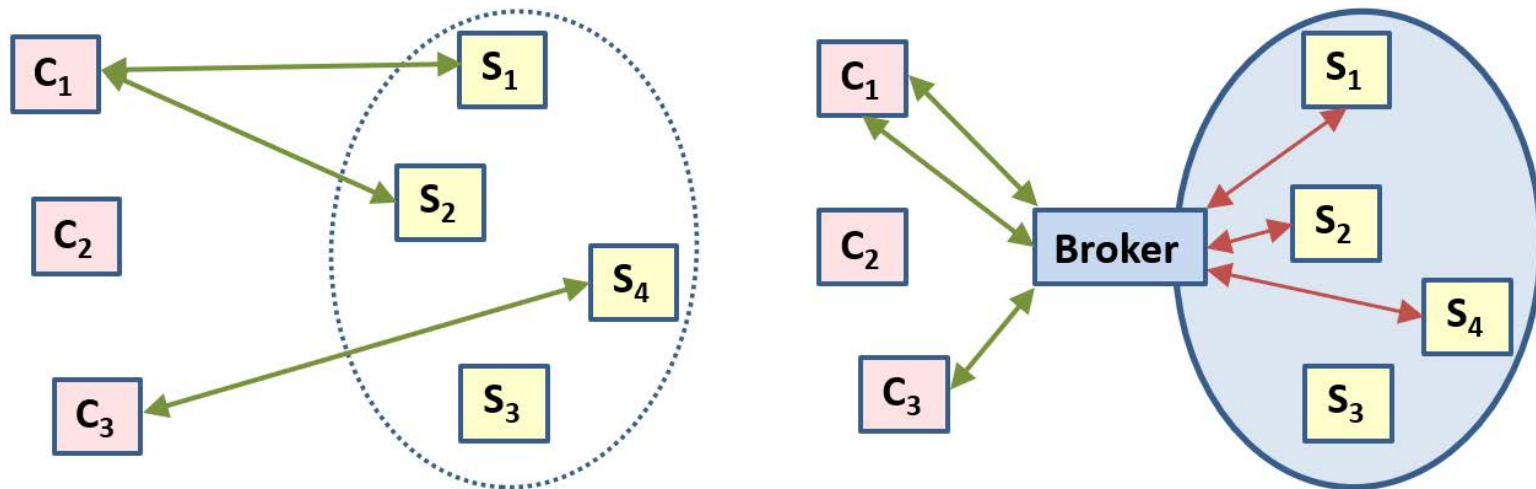 C₁
S₁
S₂
C₂
S₄
C₃
S₃
C₁
S₁
C₂
Broker
S₂
S₄
C₃
S₃